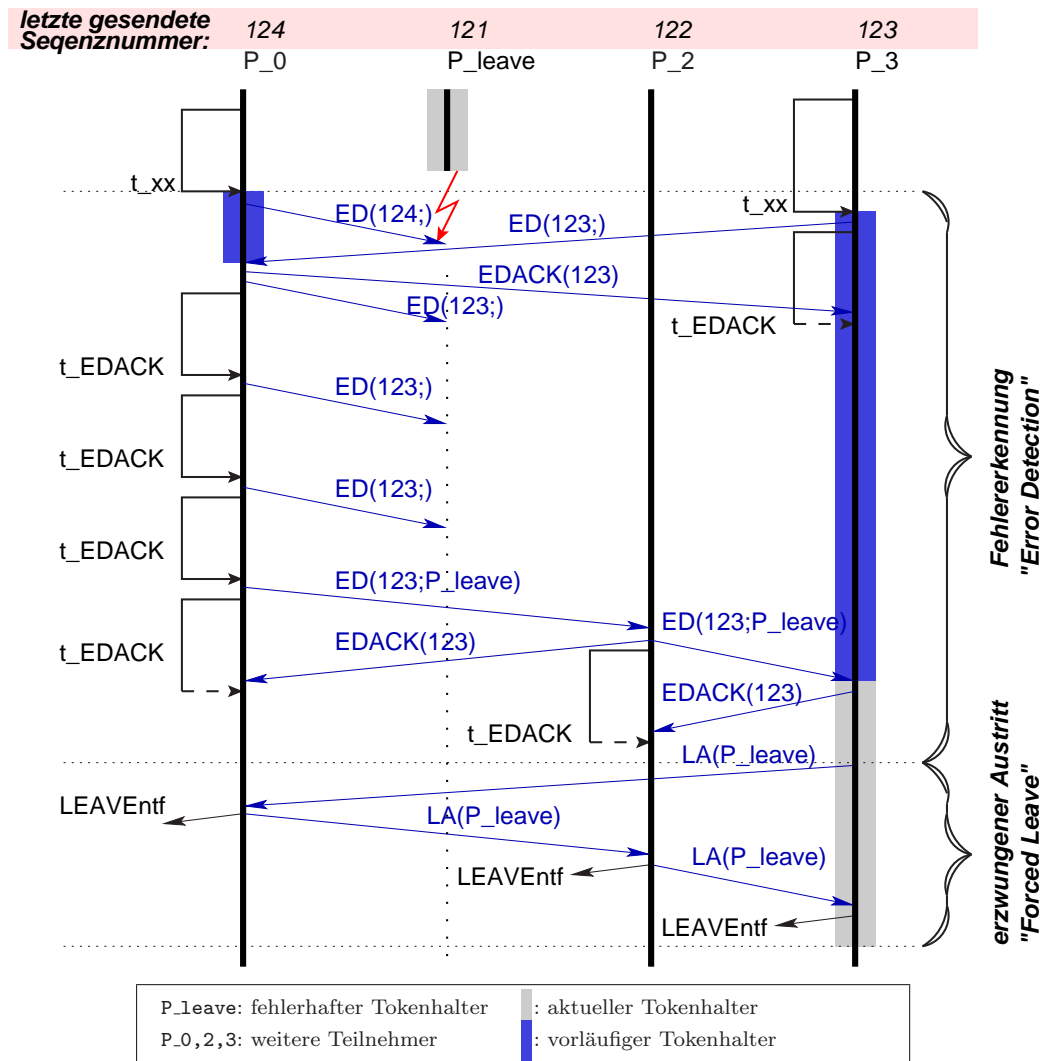 letzte gesendete
Seqenznummer:
124 121 122 123
P_0 P_leave P_2 P_3
t_xx
t_xx
ED(124;)
ED(123;)
EDACK(123)
ED(123;)
t_EDACK
t_EDACK
ED(123;)
t_EDACK
ED(123;)
t_EDACK
ED(123;P_leave)
ED(123;P_leave)
EDACK(123)
t_EDACK
EDACK(123)
t_EDACK
LA(P_leave)
LEAVEntf
LA(P_leave)
LA(P_leave)
LEAVEntf
LEAVEntf
Fehlererkennung
"Error Detection"
erzwungener Austritt
"Forced Leave"
P_leave: fehlerhafter Tokenhalter : aktueller Tokenhalter
P_0,2,3: weitere Teilnehmer : vorläufiger Tokenhalter